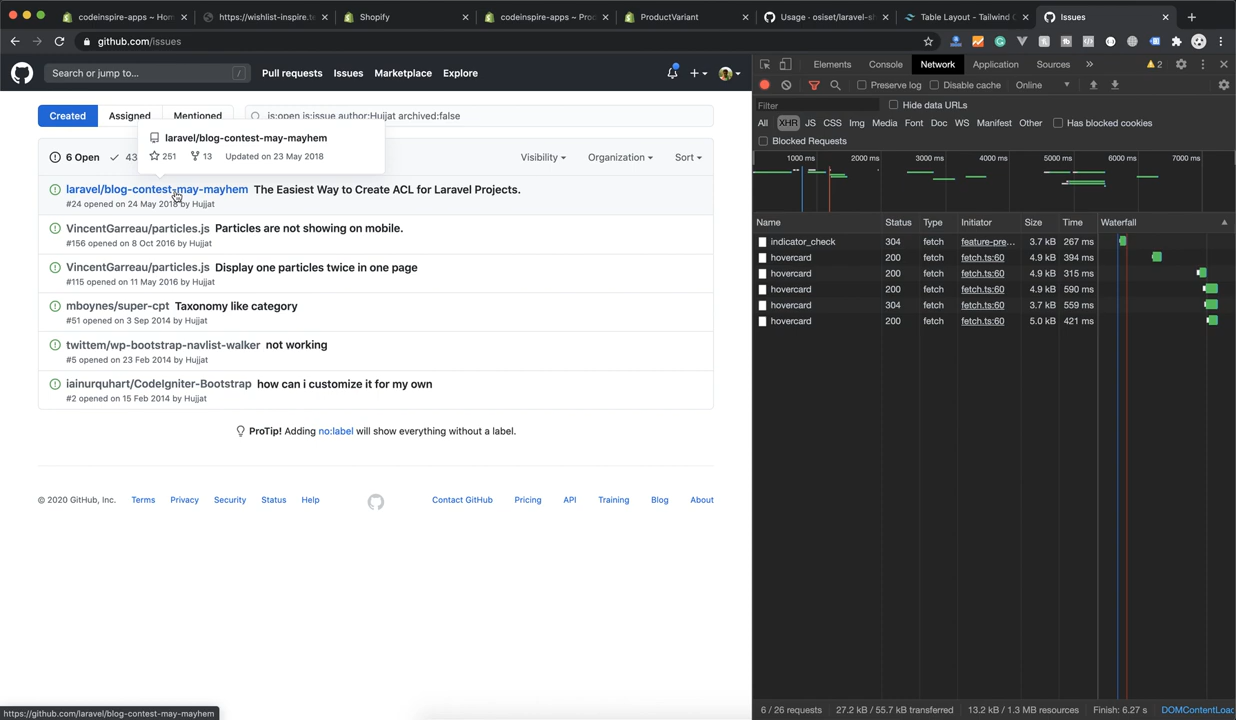 codeinspire-apps ~ Hom
https://wishlist-inspire.te
Shopify
codeinspire-apps ~ Prod
ProductVariant
Usage · osiset/laravel-sh
Table Layout - Tailwind C
Issues
github.com/issues
Search or jump to...
/
Pull requests
Issues
Marketplace
Explore
Created
Assigned
Mentioned
is:open is:issue author:Hujjat archived:false
laravel/blog-contest-may-mayhem
251
13
Updated on 23 May 2018
6 Open
43
Visibility
Organization
Sort
laravel/blog-contest-may-mayhem The Easiest Way to Create ACL for Laravel Projects.
#24 opened on 24 May 2018 by Hujjat
VincentGarreau/particles.js Particles are not showing on mobile.
#156 opened on 8 Oct 2016 by Hujjat
VincentGarreau/particles.js Display one particles twice in one page
#115 opened on 11 May 2016 by Hujjat
mboynes/super-cpt Taxonomy like category
#51 opened on 3 Sep 2014 by Hujjat
twittem/wp-bootstrap-navlist-walker not working
#5 opened on 23 Feb 2014 by Hujjat
iainurquhart/CodeIgniter-Bootstrap how can i customize it for my own
#2 opened on 15 Feb 2014 by Hujjat
ProTip! Adding no:label will show everything without a label.
© 2020 GitHub, Inc.
Terms
Privacy
Security
Status
Help
Contact GitHub
Pricing
API
Training
Blog
About
https://github.com/laravel/blog-contest-may-mayhem
Elements
Console
Network
Application
Sources
»
2
Preserve log
Disable cache
Online
Filter
Hide data URLs
All
XHR
JS
CSS
Img
Media
Font
Doc
WS
Manifest
Other
Has blocked cookies
Blocked Requests
1000 ms
2000 ms
3000 ms
4000 ms
5000 ms
6000 ms
7000 ms
Name Status Type Initiator Size Time Waterfall
indicator_check 304 fetch feature-pre... 3.7 kB 267 ms
hovercard 200 fetch fetch.ts:60 4.9 kB 394 ms
hovercard 200 fetch fetch.ts:60 4.9 kB 315 ms
hovercard 200 fetch fetch.ts:60 4.9 kB 590 ms
hovercard 304 fetch fetch.ts:60 3.7 kB 559 ms
hovercard 200 fetch fetch.ts:60 5.0 kB 421 ms
6 / 26 requests
27.2 kB / 55.7 kB transferred
13.2 kB / 1.3 MB resources
Finish: 6.27 s
DOMContentLoad